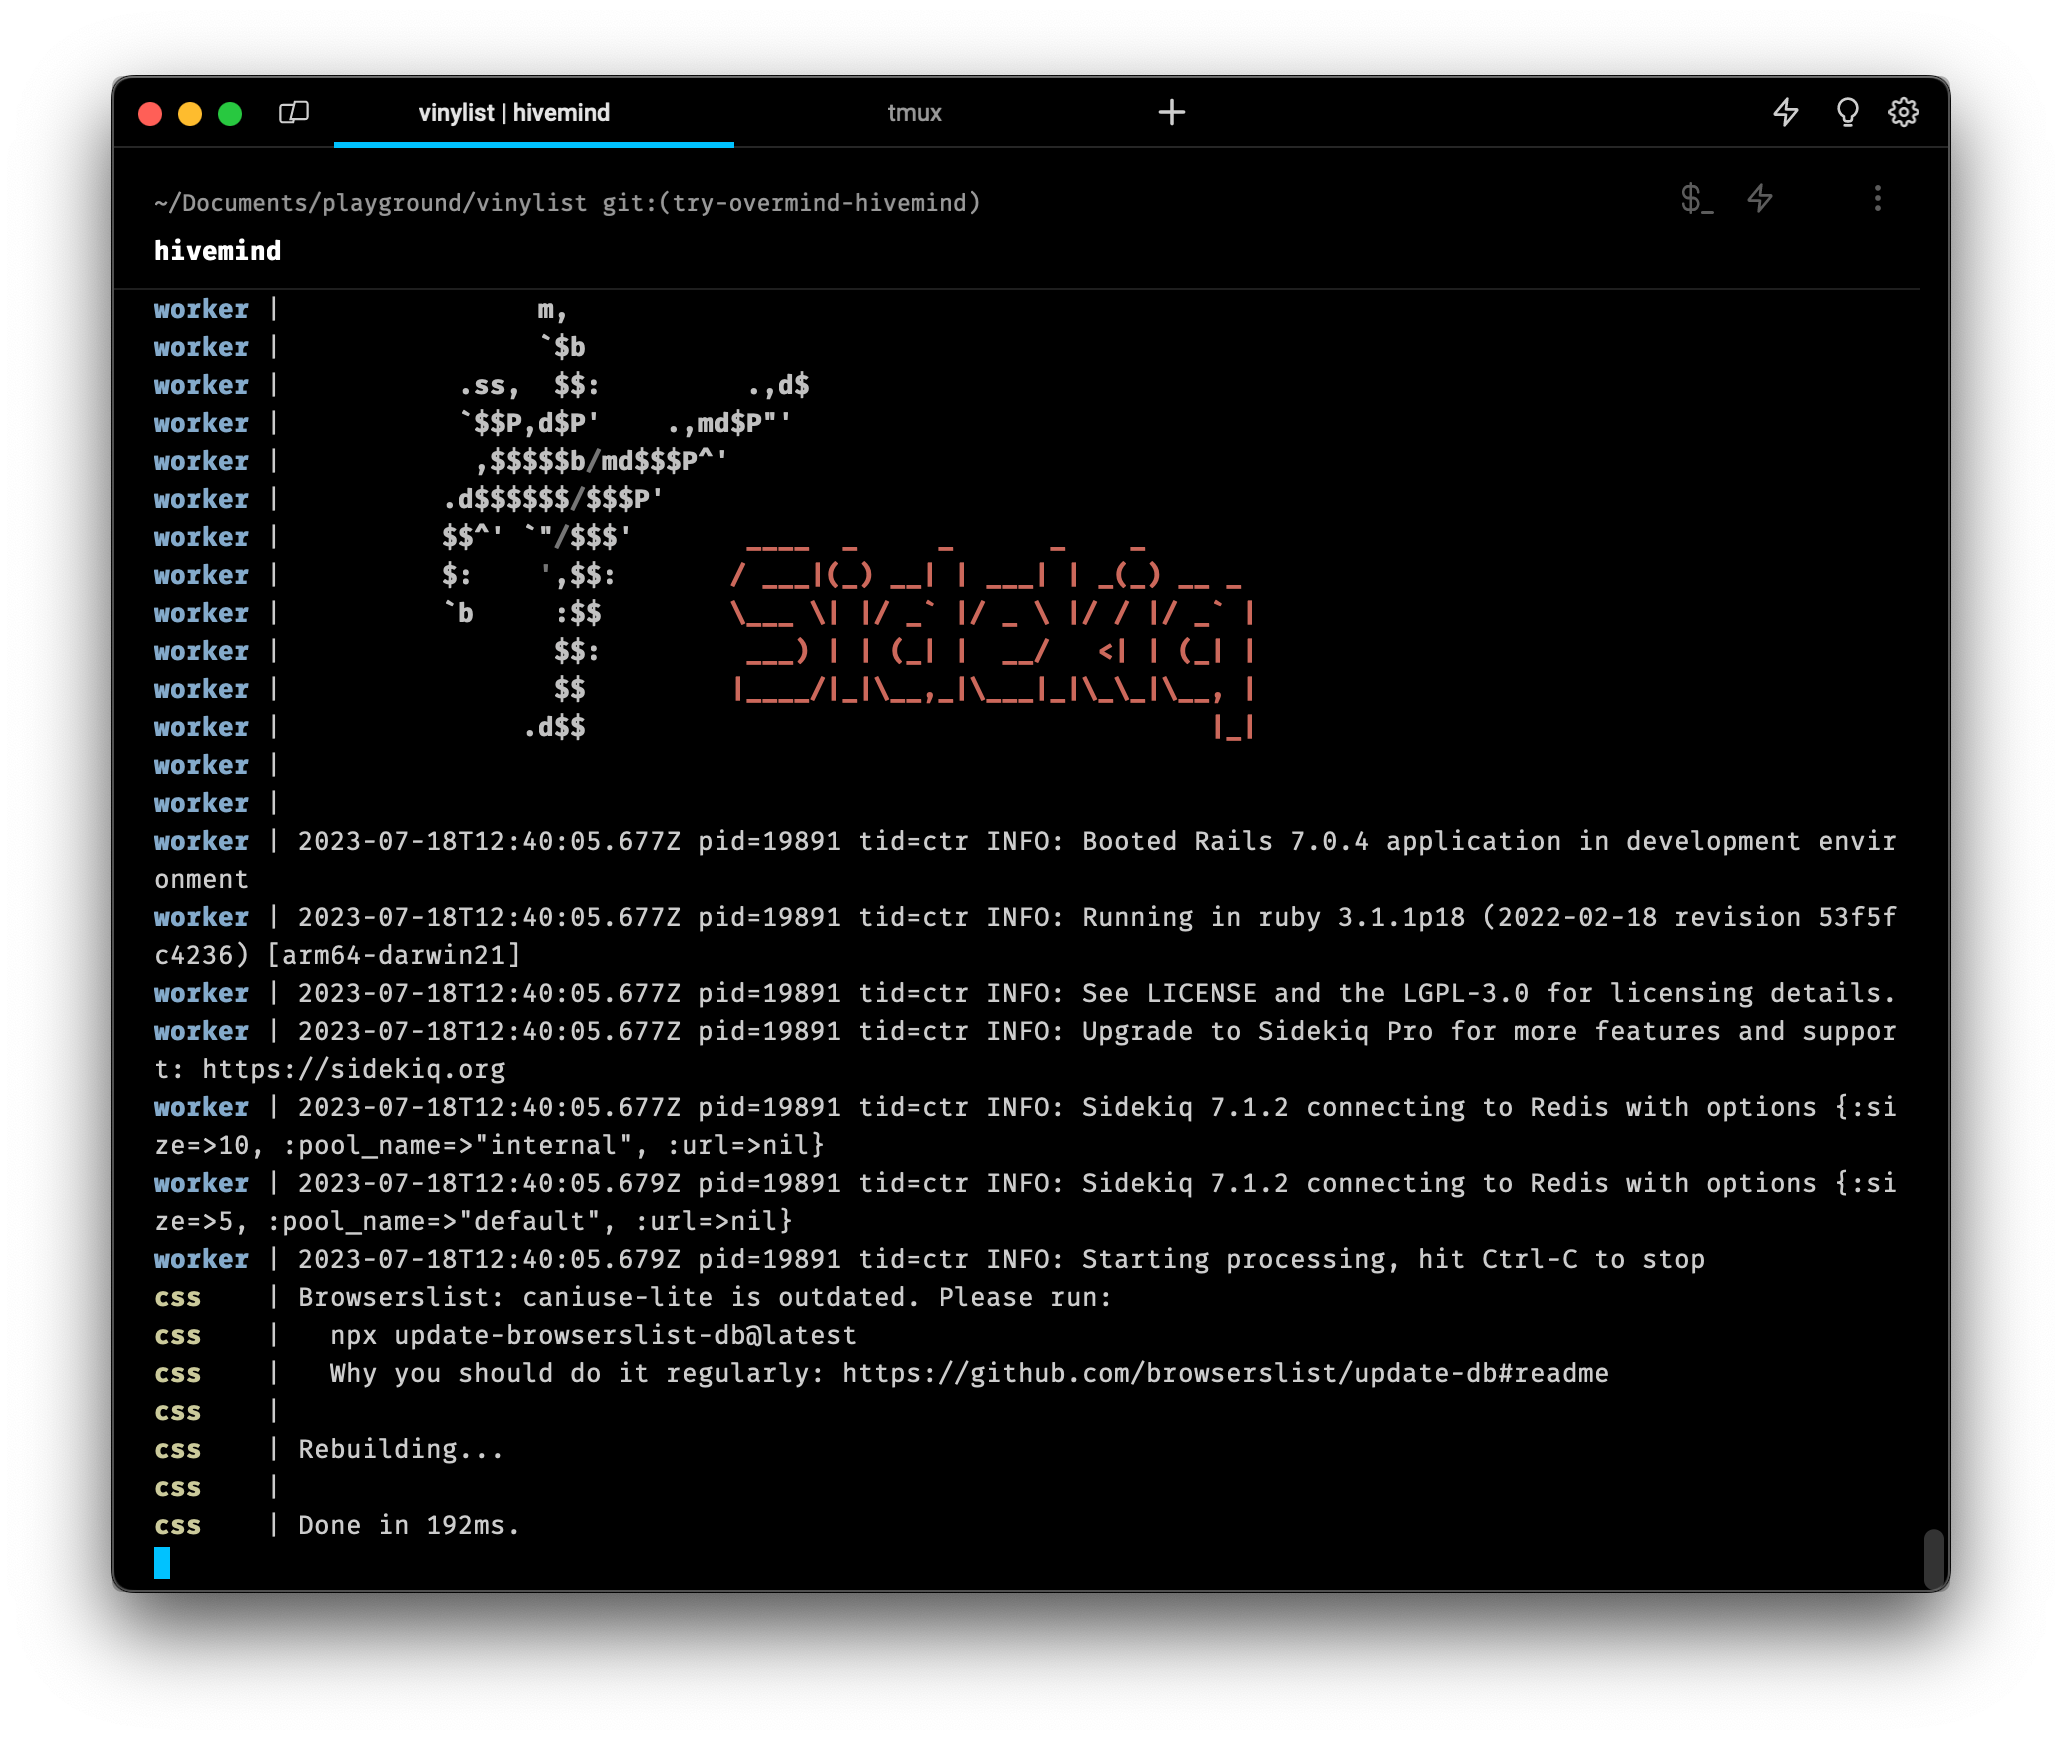 vinylist | hivemind
tmux
~/Documents/playground/vinylist git:(try-overmind-hivemind)
$_
hivemind
worker |                m,
worker |                `$b
worker |           .ss,  $$:         .,d$
worker |           `$$P,d$P'    .,md$P"'
worker |            ,$$$$$b/md$$$P^'
worker |          .d$$$$$$/$$$P'
worker |          $$^' `"/$$$'       ____  _     _      _    _
worker |          $:    ',$$:       / ___|(_) __| | ___| | _(_) __ _
worker |          `b     :$$        \___ \| |/ _` |/ _ \ |/ / |/ _` |
worker |                 $$:         ___) | | (_| |  __/   <| | (_| |
worker |                 $$         |____/|_|\__,_|\___|_|\_\_|\__, |
worker |               .d$$                                       |_|
worker |
worker |
worker | 2023-07-18T12:40:05.677Z pid=19891 tid=ctr INFO: Booted Rails 7.0.4 application in development envir
onment
worker | 2023-07-18T12:40:05.677Z pid=19891 tid=ctr INFO: Running in ruby 3.1.1p18 (2022-02-18 revision 53f5f
c4236) [arm64-darwin21]
worker | 2023-07-18T12:40:05.677Z pid=19891 tid=ctr INFO: See LICENSE and the LGPL-3.0 for licensing details.
worker | 2023-07-18T12:40:05.677Z pid=19891 tid=ctr INFO: Upgrade to Sidekiq Pro for more features and suppor
t: https://sidekiq.org
worker | 2023-07-18T12:40:05.677Z pid=19891 tid=ctr INFO: Sidekiq 7.1.2 connecting to Redis with options {:si
ze=>10, :pool_name=>"internal", :url=>nil}
worker | 2023-07-18T12:40:05.679Z pid=19891 tid=ctr INFO: Sidekiq 7.1.2 connecting to Redis with options {:si
ze=>5, :pool_name=>"default", :url=>nil}
worker | 2023-07-18T12:40:05.679Z pid=19891 tid=ctr INFO: Starting processing, hit Ctrl-C to stop
css    | Browserslist: caniuse-lite is outdated. Please run:
css    |   npx update-browserslist-db@latest
css    |   Why you should do it regularly: https://github.com/browserslist/update-db#readme
css    |
css    | Rebuilding...
css    |
css    | Done in 192ms.